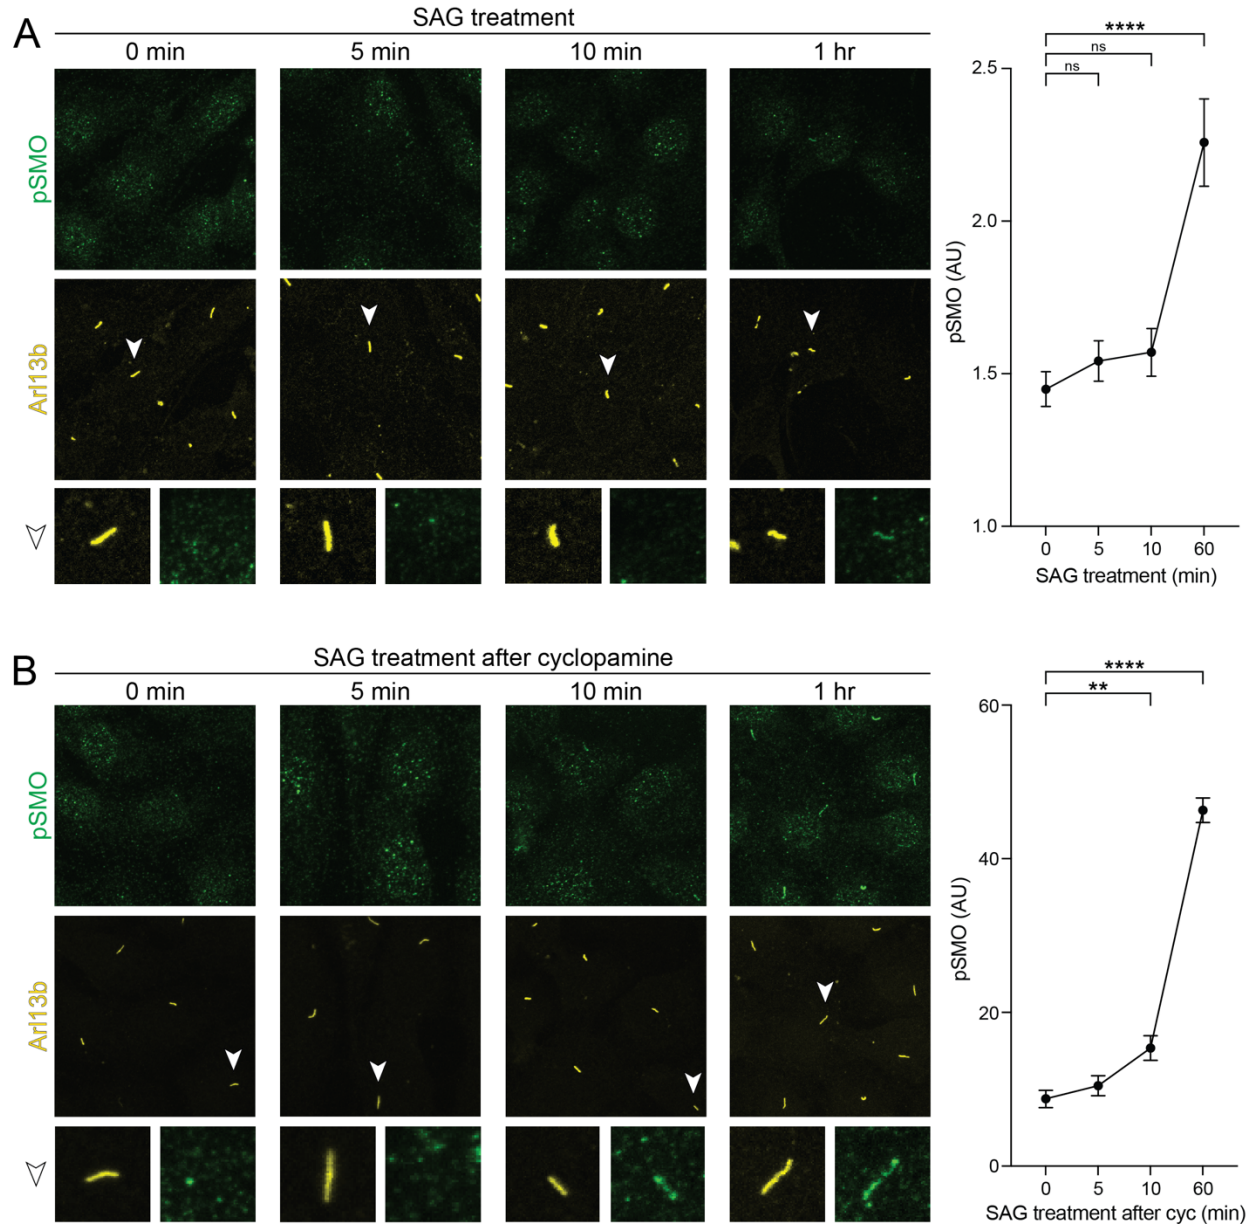 A
SAG treatment
0 min
5 min
10 min
1 hr
pSMO
Arl13b
****
ns
ns
2.5
2.0
1.5
1.0
pSMO (AU)
0
5
10
60
SAG treatment (min)
B
SAG treatment after cyclopamine
0 min
5 min
10 min
1 hr
pSMO
Arl13b
****
**
60
40
20
0
pSMO (AU)
0
5
10
60
SAG treatment after cyc (min)